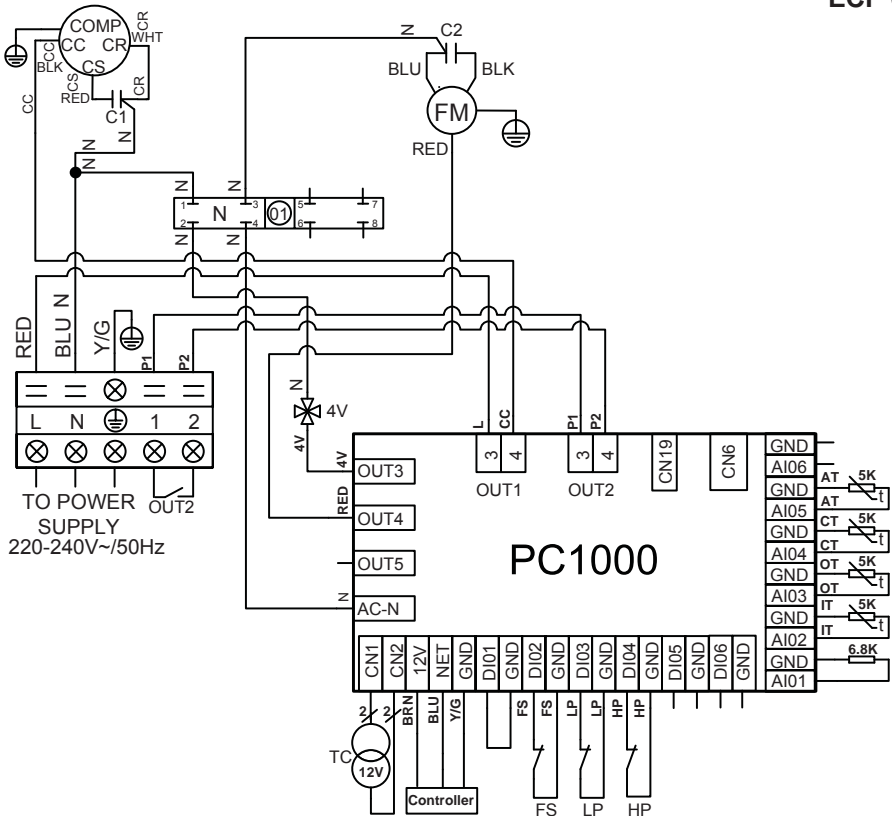 COMP
CC CR
CS
CR
WHT
CC
BLK
CS
RED
CR
C1
CC
N
N
N
N
N
C2
BLU BLK
FM
RED
N
N
1 3 5 7
N 01
2 4 6 8
N
N
RED
BLU N
Y/G
P1
P2
L N 1 2
TO POWER
SUPPLY
220-240V~/50Hz
OUT2
N
4V
4V
4V
RED
N
L
CC
P1
P2
3 4
OUT1
3 4
OUT2
CN19
CN6
OUT3
OUT4
OUT5
AC-N
PC1000
GND
AI06
GND
AI05
GND
AI04
GND
AI03
GND
AI02
GND
AI01
AT 5K
t
AT
CT 5K
t
CT
OT 5K
t
OT
IT 5K
t
IT
6.8K
CN1
CN2
12V
NET
GND
DI01
GND
DI02
GND
DI03
GND
DI04
GND
DI05
GND
DI06
GND
2 2
BRN
BLU
Y/G
FS
FS
LP
LP
HP
HP
TC
12V
Controller
FS LP HP